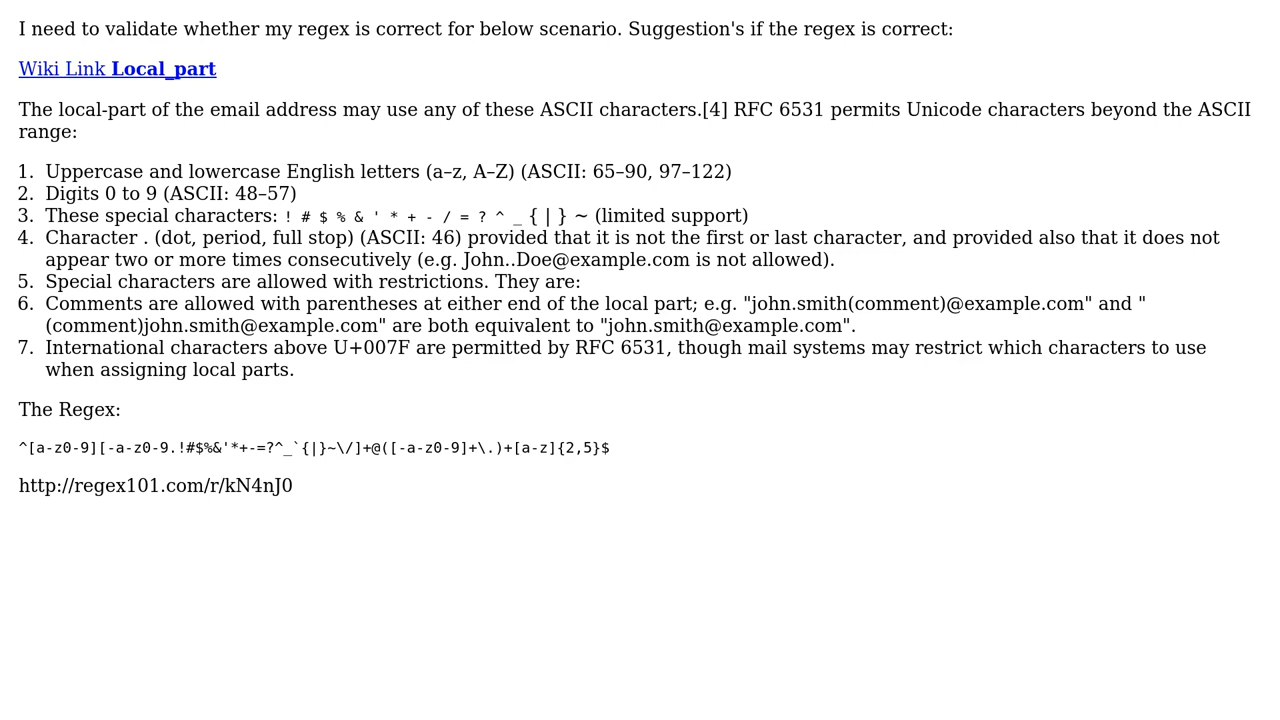 I need to validate whether my regex is correct for below scenario. Suggestion's if the regex is correct:
Wiki Link Local_part
The local-part of the email address may use any of these ASCII characters.[4] RFC 6531 permits Unicode characters beyond the ASCII
range:
1. Uppercase and lowercase English letters (a–z, A–Z) (ASCII: 65–90, 97–122)
2. Digits 0 to 9 (ASCII: 48–57)
3. These special characters: ! # $ % & ' * + - / = ? ^ _ { | } ~ (limited support)
4. Character . (dot, period, full stop) (ASCII: 46) provided that it is not the first or last character, and provided also that it does not
appear two or more times consecutively (e.g. John..Doe@example.com is not allowed).
5. Special characters are allowed with restrictions. They are:
6. Comments are allowed with parentheses at either end of the local part; e.g. "john.smith(comment)@example.com" and "
(comment)john.smith@example.com" are both equivalent to "john.smith@example.com".
7. International characters above U+007F are permitted by RFC 6531, though mail systems may restrict which characters to use
when assigning local parts.
The Regex:
^[a-z0-9][-a-z0-9.!#$%&'*+-=?^_`{|}~\/]+@([-a-z0-9]+\.)+[a-z]{2,5}$
http://regex101.com/r/kN4nJ0